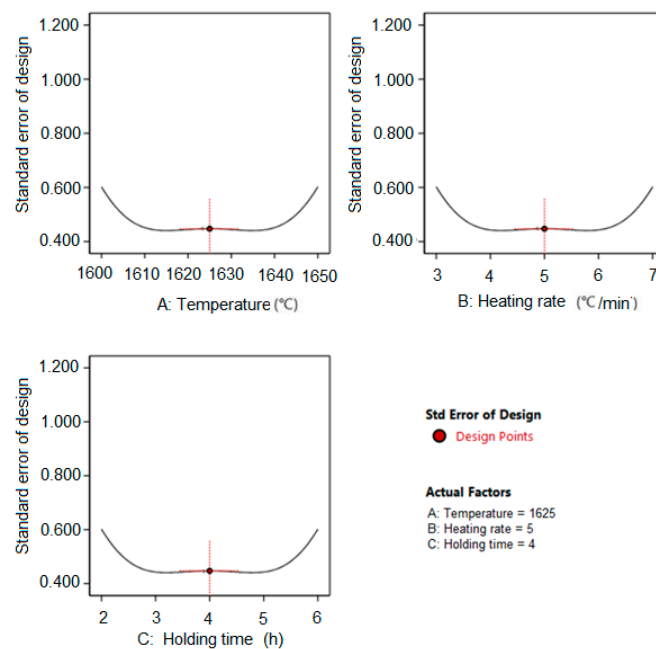 1.200
1.000
0.800
0.600
0.400
Standard error of design
1600 1610 1620 1630 1640 1650
A: Temperature (℃)
1.200
1.000
0.800
0.600
0.400
Standard error of design
3 4 5 6 7
B: Heating rate (℃/min)
1.200
1.000
0.800
0.600
0.400
Standard error of design
2 3 4 5 6
C: Holding time (h)
Std Error of Design
Design Points
Actual Factors
A: Temperature = 1625
B: Heating rate = 5
C: Holding time = 4